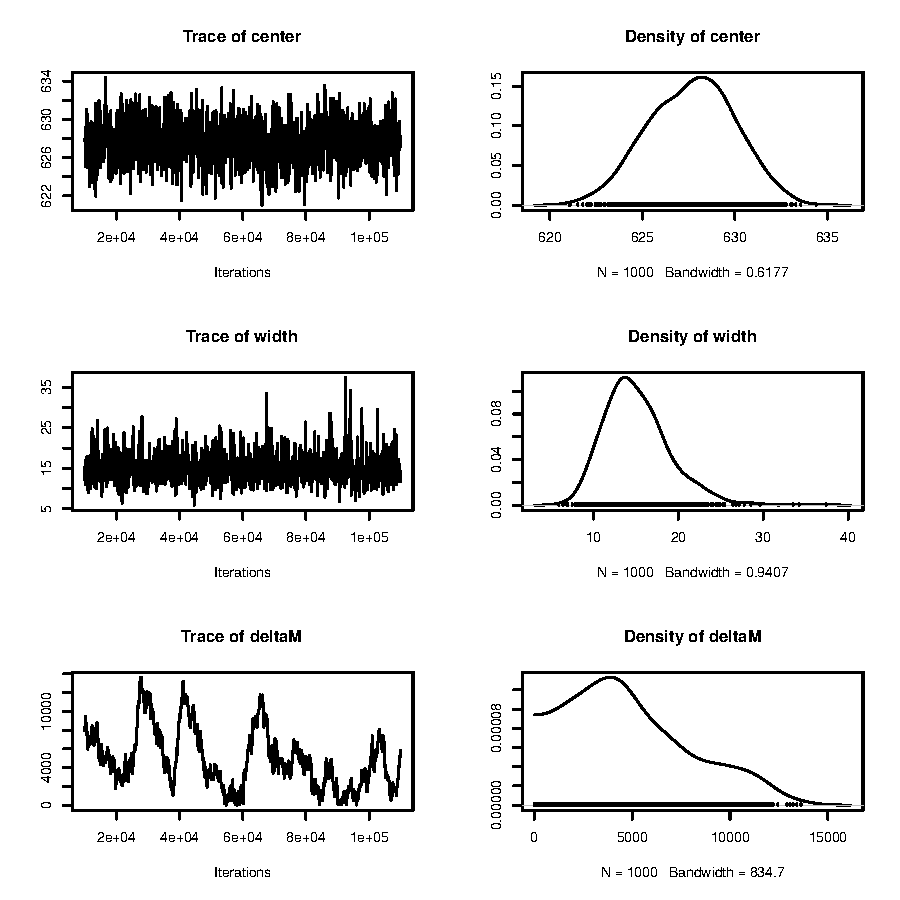 Trace of center
Density of center
634
630
626
622
2e+04 4e+04 6e+04 8e+04 1e+05
Iterations
0.15
0.10
0.05
0.00
620 625 630 635
N = 1000 Bandwidth = 0.6177
Trace of width
Density of width
35
25
15
5
2e+04 4e+04 6e+04 8e+04 1e+05
Iterations
0.08
0.04
0.00
10 20 30 40
N = 1000 Bandwidth = 0.9407
Trace of deltaM
Density of deltaM
10000
4000
0
2e+04 4e+04 6e+04 8e+04 1e+05
Iterations
0.00008
0.00000
0 5000 10000 15000
N = 1000 Bandwidth = 834.7